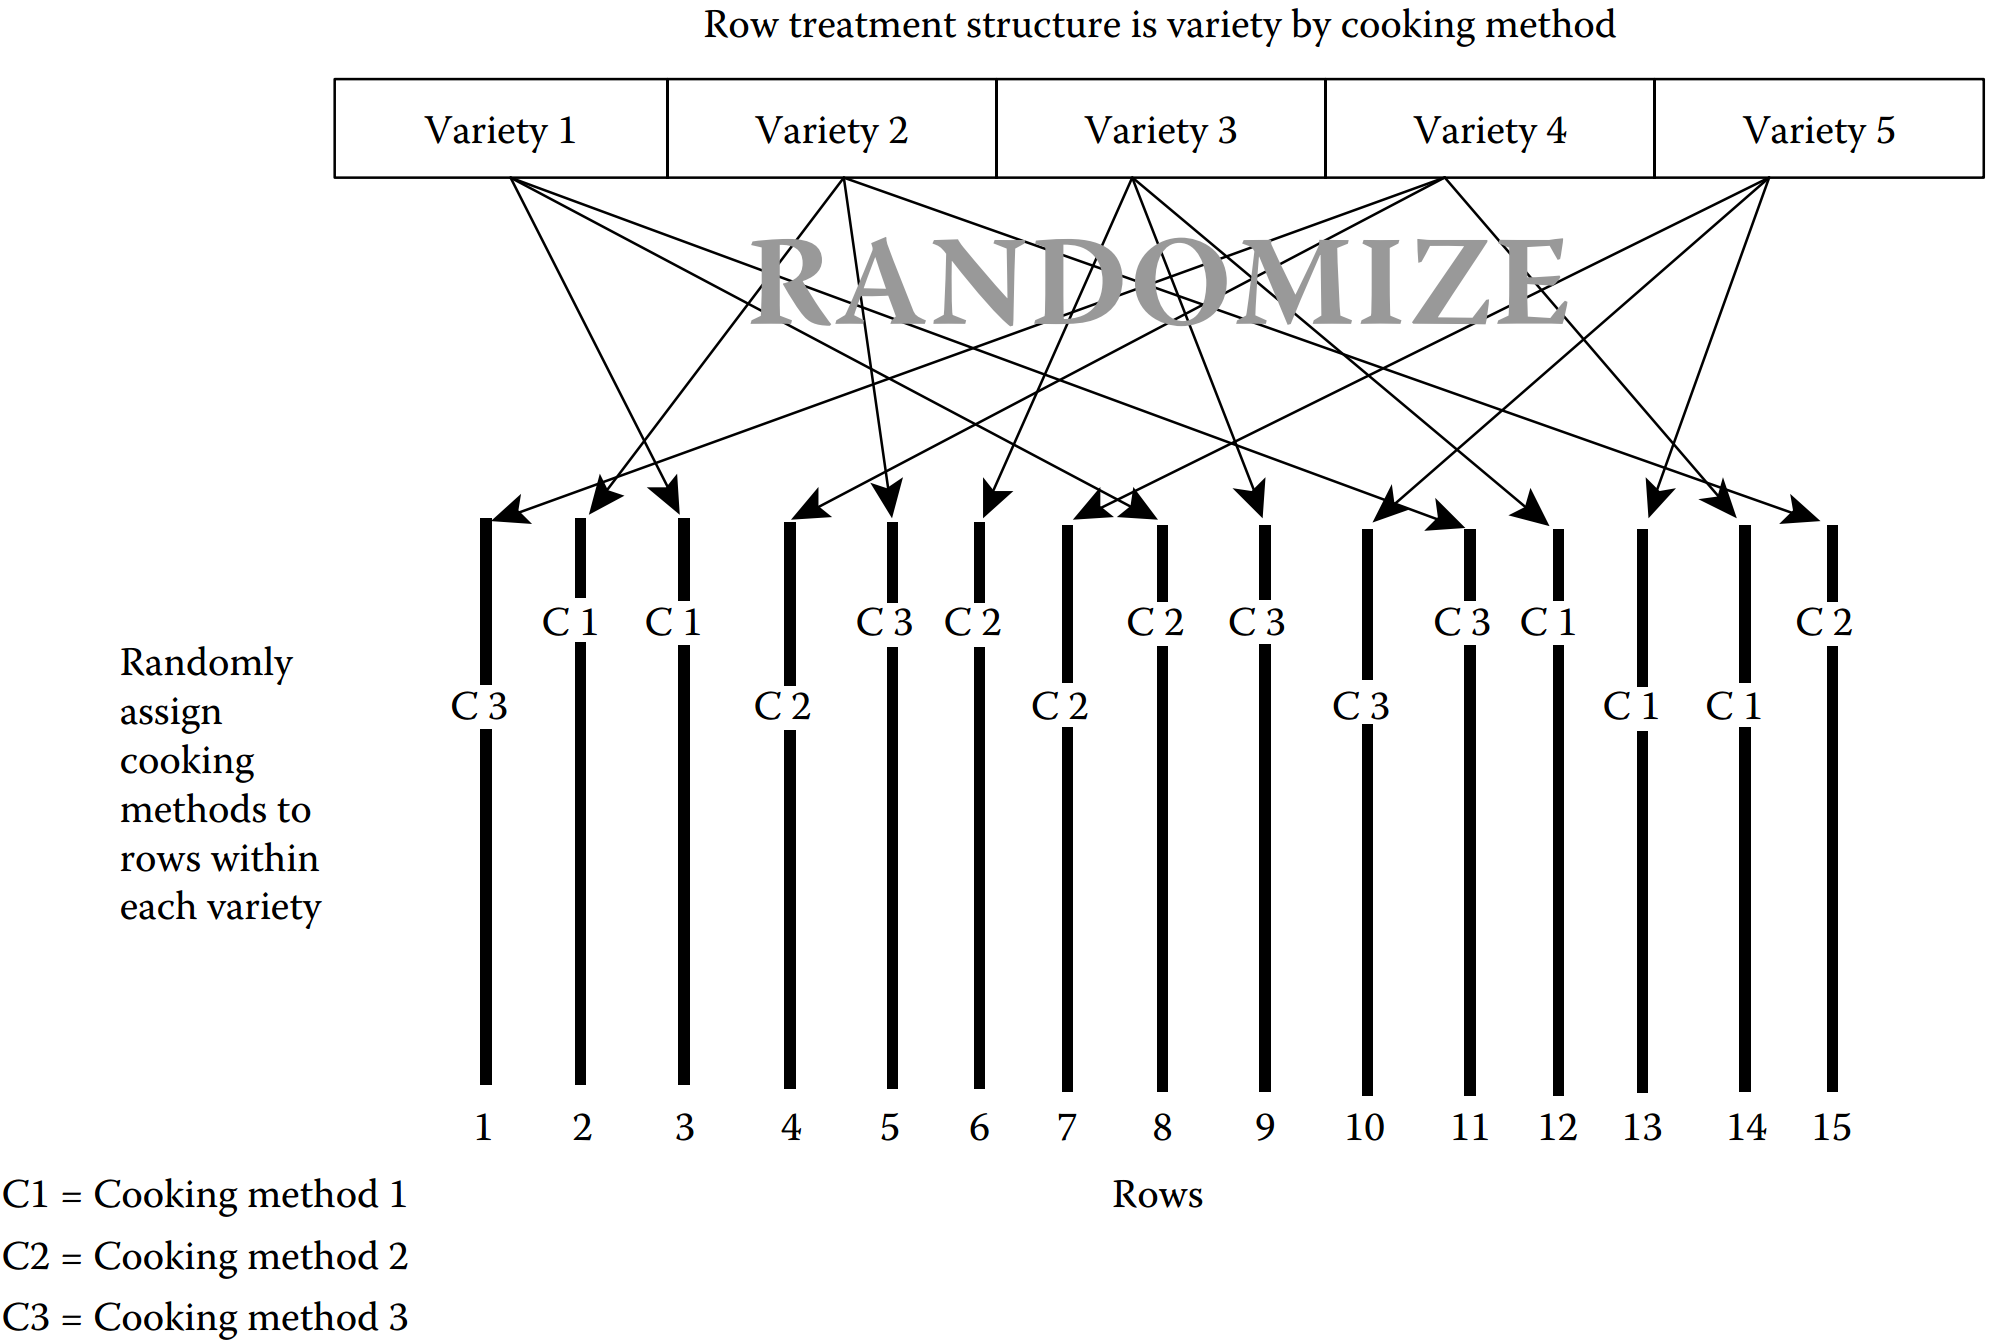 Row treatment structure is variety by cooking method
Variety 1 Variety 2 Variety 3 Variety 4 Variety 5
RANDOMIZE
C 1 C 1 C 3 C 2 C 2 C 3 C 3 C 1 C 2
C 3 C 2 C 2 C 3 C 1 C 1
Randomly
assign
cooking
methods to
rows within
each variety
1 2 3 4 5 6 7 8 9 10 11 12 13 14 15
Rows
C1 = Cooking method 1
C2 = Cooking method 2
C3 = Cooking method 3